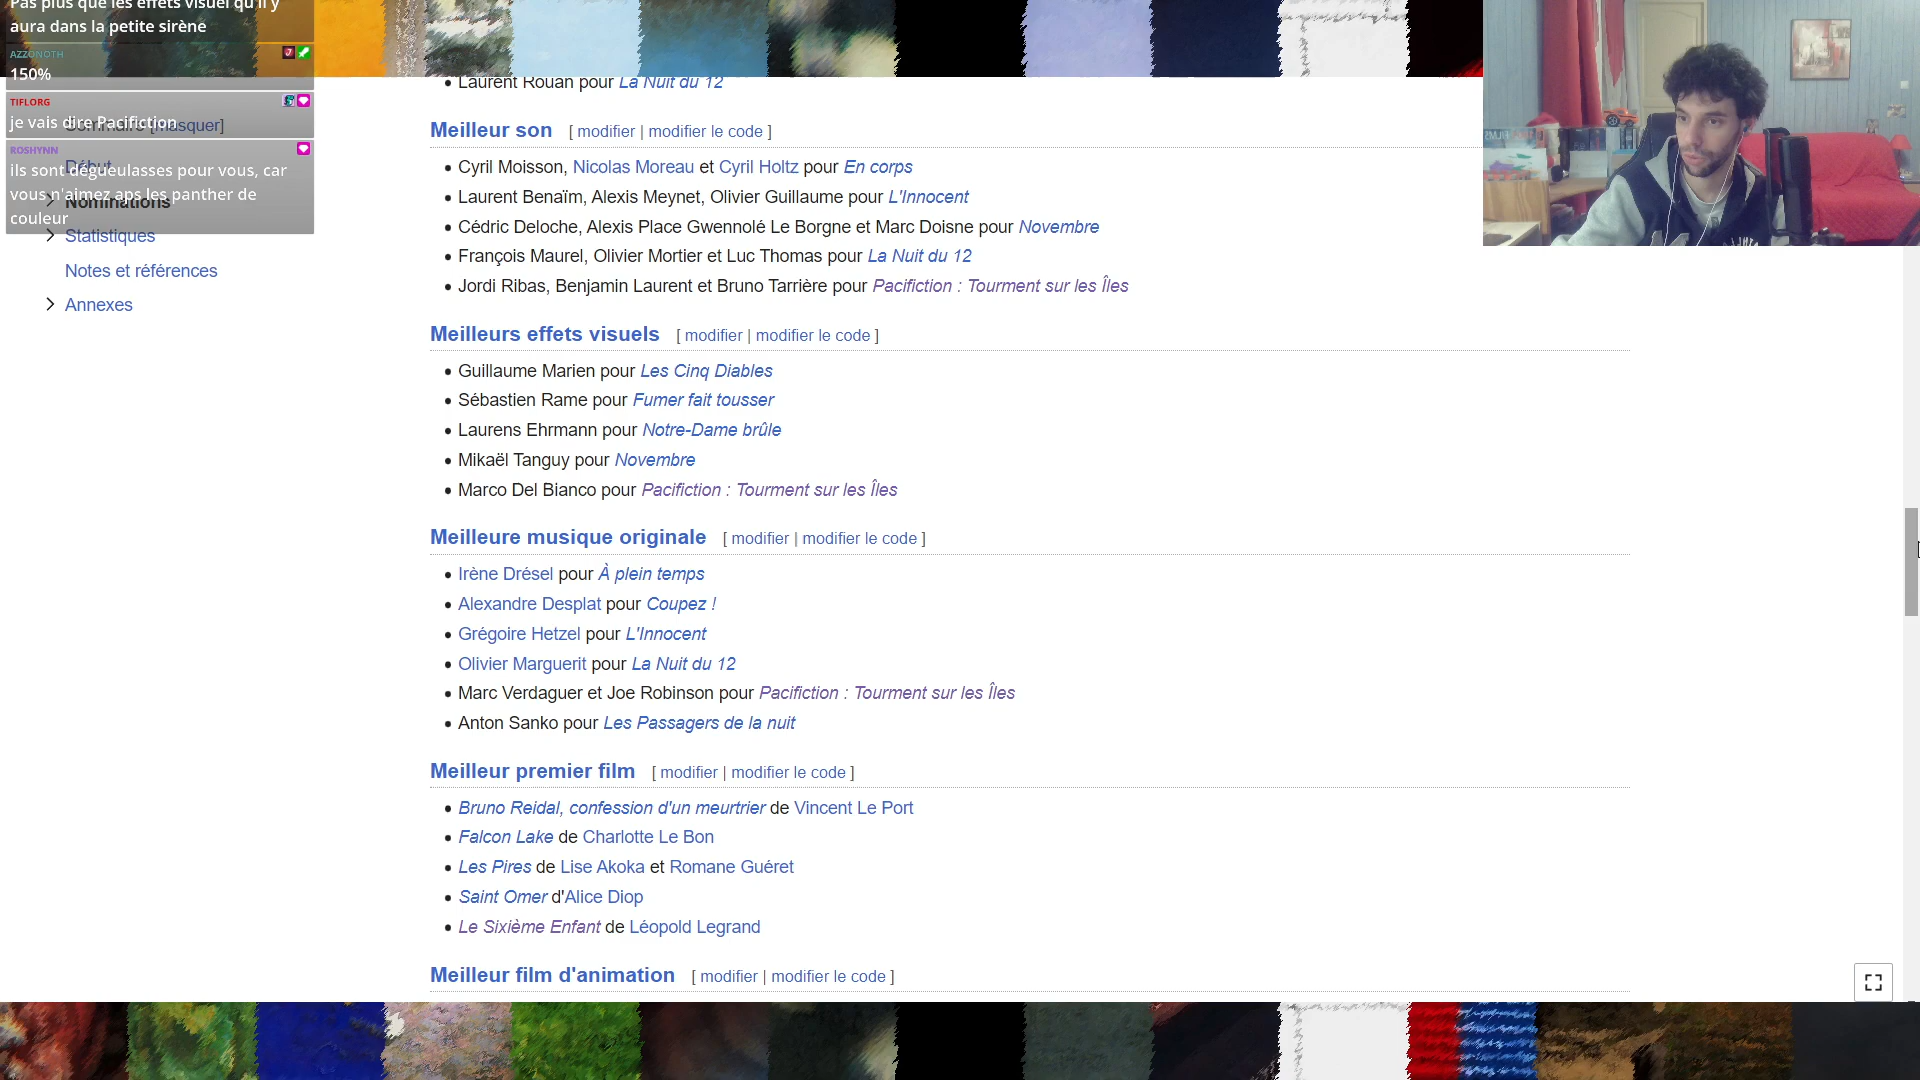 Pas plus que les effets visuel qu'il y
aura dans la petite sirène
AZZONOTH
150%
TIFLORG
je vais dire Pacifiction
ROSHYNN
ils sont dégueulasses pour vous, car
vous n'aimez aps les panther de
couleur
Sommaire [masquer]
Début
Nominations
Statistiques
Notes et références
Annexes
• Laurent Rouan pour La Nuit du 12
Meilleur son [ modifier | modifier le code ]
• Cyril Moisson, Nicolas Moreau et Cyril Holtz pour En corps
• Laurent Benaïm, Alexis Meynet, Olivier Guillaume pour L'Innocent
• Cédric Deloche, Alexis Place Gwennolé Le Borgne et Marc Doisne pour Novembre
• François Maurel, Olivier Mortier et Luc Thomas pour La Nuit du 12
• Jordi Ribas, Benjamin Laurent et Bruno Tarrière pour Pacifiction : Tourment sur les Îles
Meilleurs effets visuels [ modifier | modifier le code ]
• Guillaume Marien pour Les Cinq Diables
• Sébastien Rame pour Fumer fait tousser
• Laurens Ehrmann pour Notre-Dame brûle
• Mikaël Tanguy pour Novembre
• Marco Del Bianco pour Pacifiction : Tourment sur les Îles
Meilleure musique originale [ modifier | modifier le code ]
• Irène Drésel pour À plein temps
• Alexandre Desplat pour Coupez !
• Grégoire Hetzel pour L'Innocent
• Olivier Marguerit pour La Nuit du 12
• Marc Verdaguer et Joe Robinson pour Pacifiction : Tourment sur les Îles
• Anton Sanko pour Les Passagers de la nuit
Meilleur premier film [ modifier | modifier le code ]
• Bruno Reidal, confession d'un meurtrier de Vincent Le Port
• Falcon Lake de Charlotte Le Bon
• Les Pires de Lise Akoka et Romane Guéret
• Saint Omer d'Alice Diop
• Le Sixième Enfant de Léopold Legrand
Meilleur film d'animation [ modifier | modifier le code ]